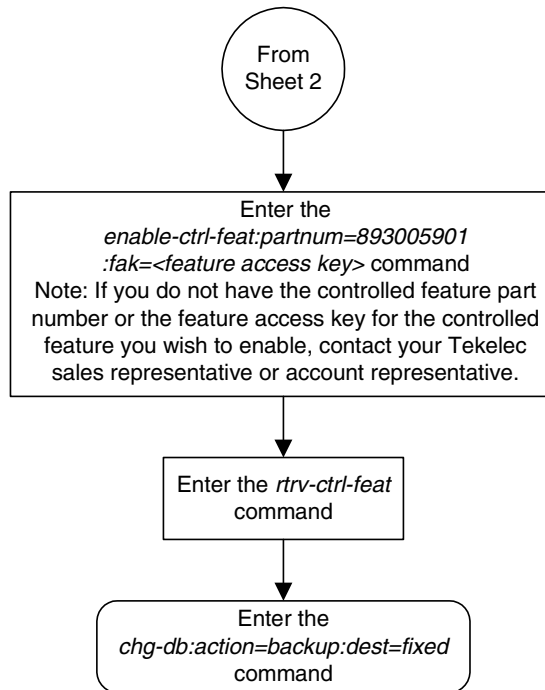 From
Sheet 2
Enter the
enable-ctrl-feat:partnum=893005901
:fak=<feature access key> command
Note: If you do not have the controlled feature part
number or the feature access key for the controlled
feature you wish to enable, contact your Tekelec
sales representative or account representative.
Enter the rtrv-ctrl-feat
command
Enter the
chg-db:action=backup:dest=fixed
command